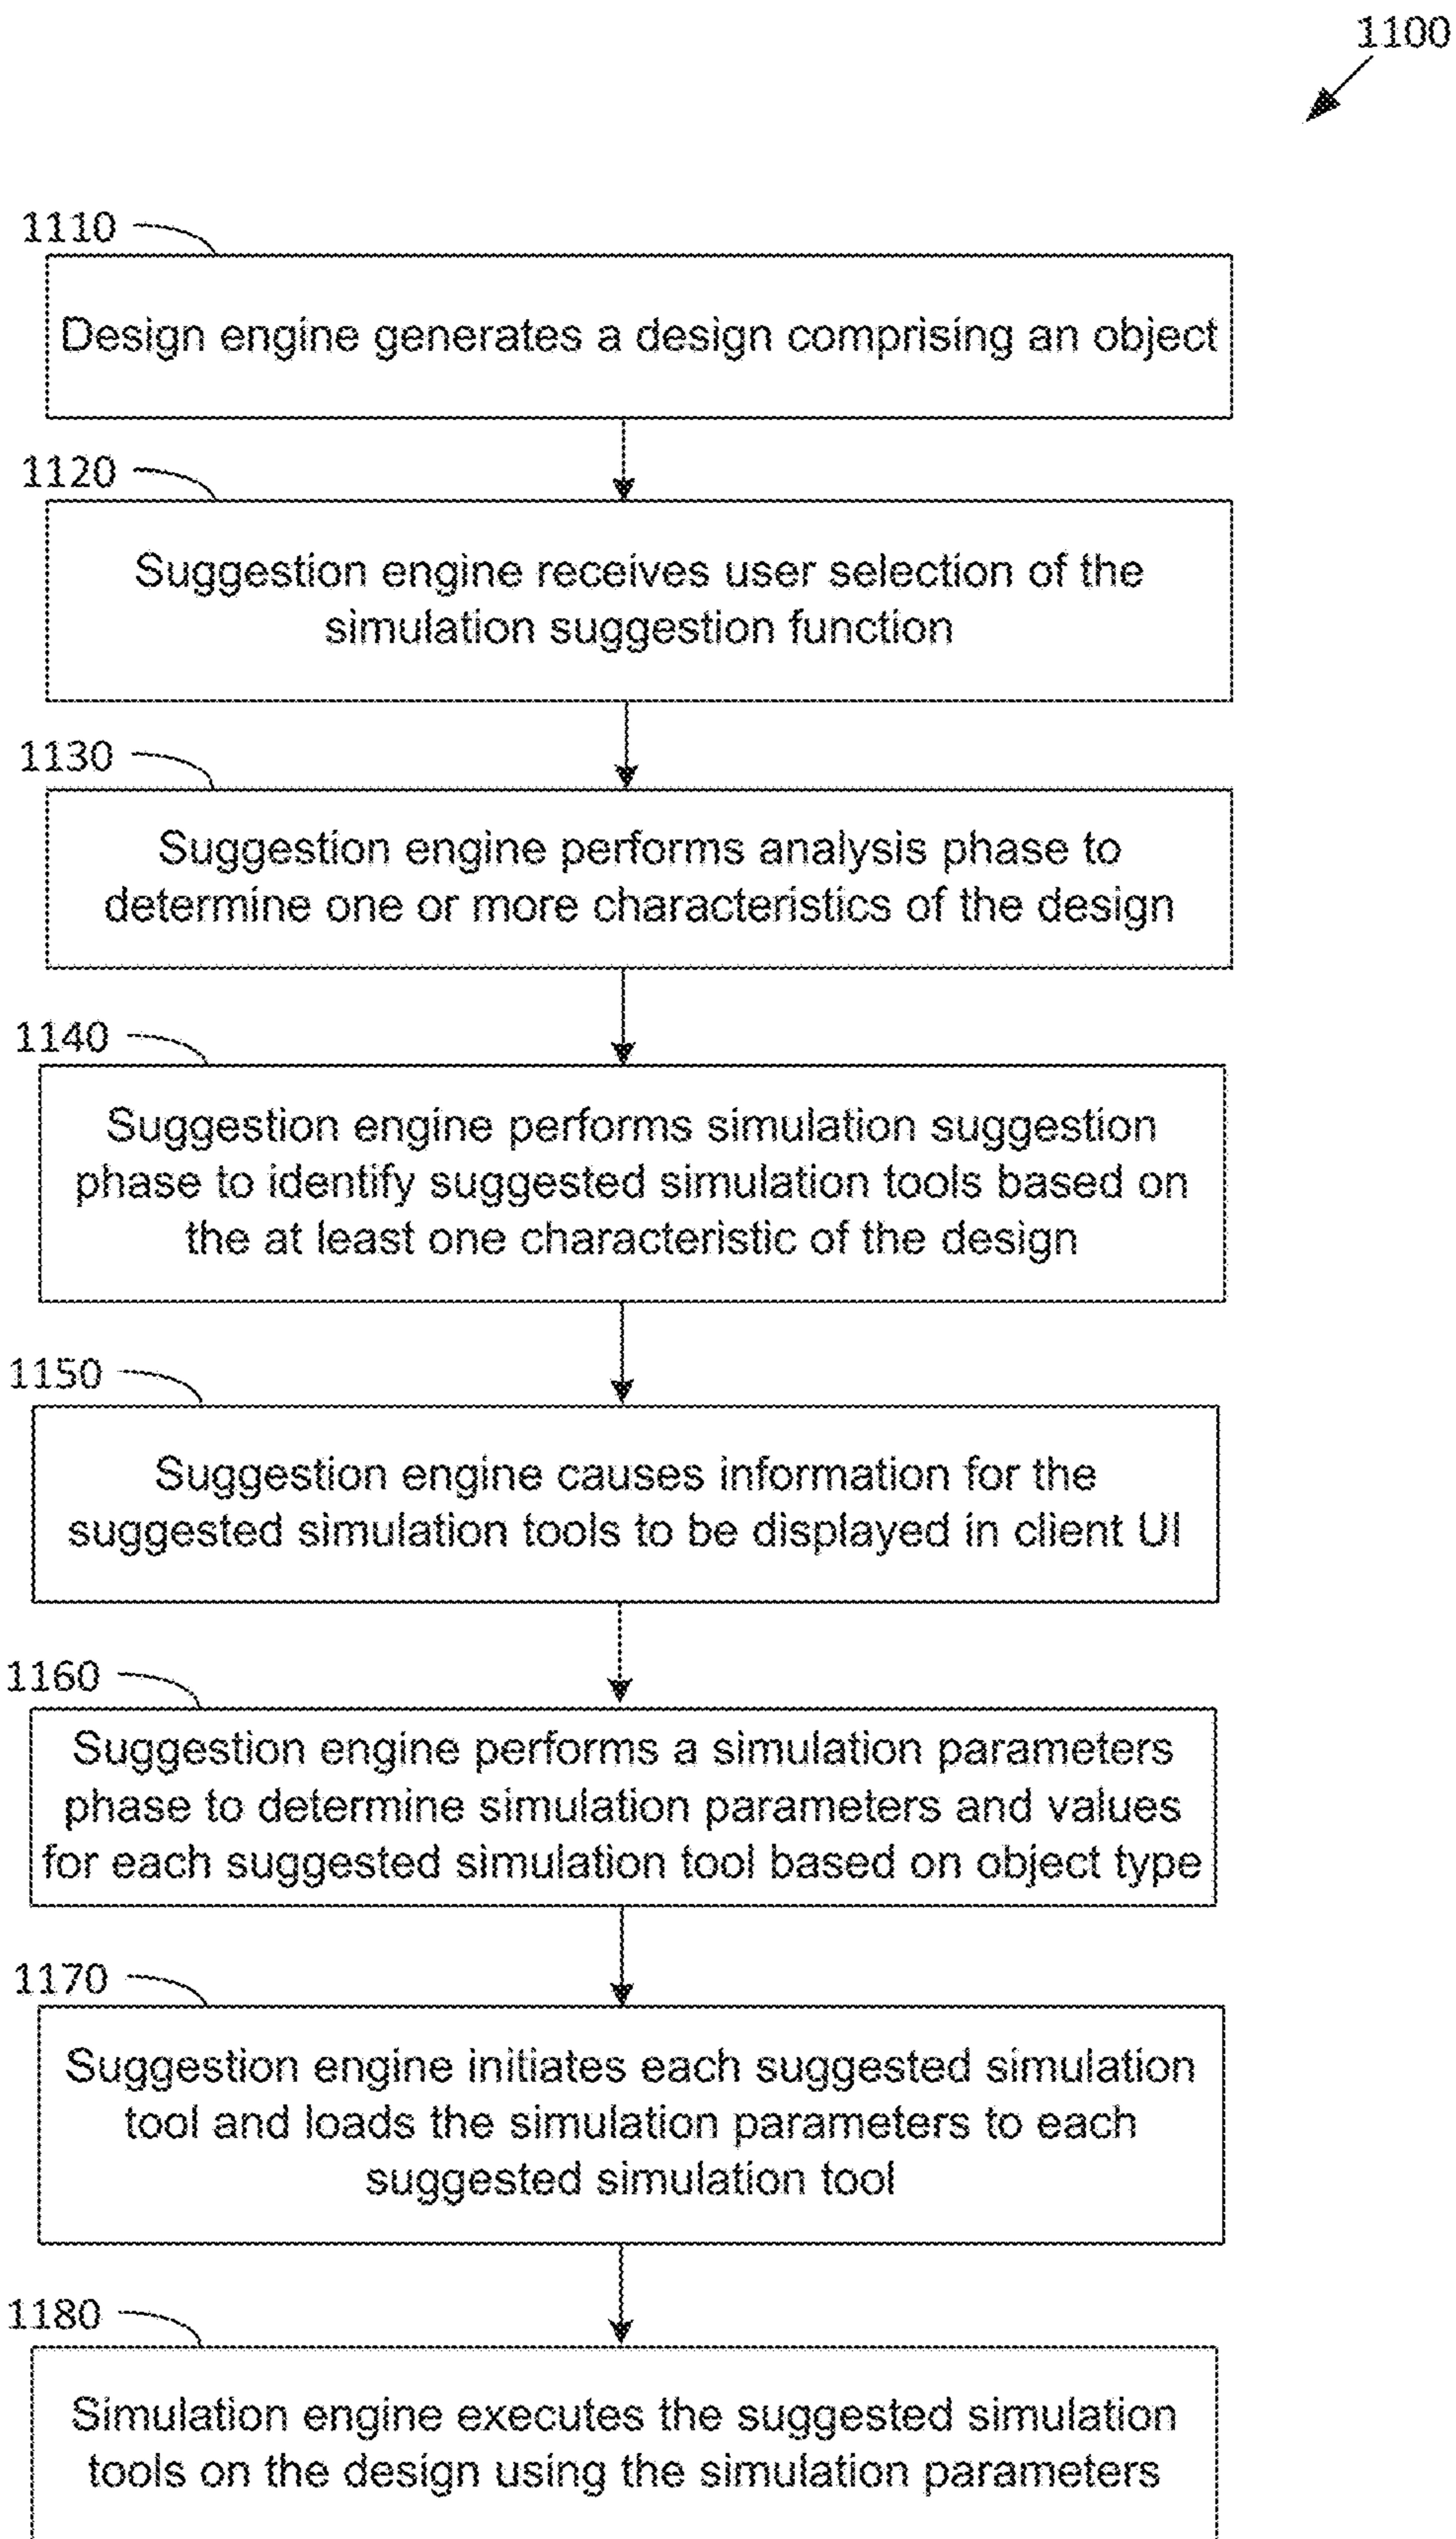 1100
1110
Design engine generates a design comprising an object
1120
Suggestion engine receives user selection of the
simulation suggestion function
1130
Suggestion engine performs analysis phase to
determine one or more characteristics of the design
1140
Suggestion engine performs simulation suggestion
phase to identify suggested simulation tools based on
the at least one characteristic of the design
1150
Suggestion engine causes information for the
suggested simulation tools to be displayed in client UI
1160
Suggestion engine performs a simulation parameters
phase to determine simulation parameters and values
for each suggested simulation tool based on object type
1170
Suggestion engine initiates each suggested simulation
tool and loads the simulation parameters to each
suggested simulation tool
1180
Simulation engine executes the suggested simulation
tools on the design using the simulation parameters